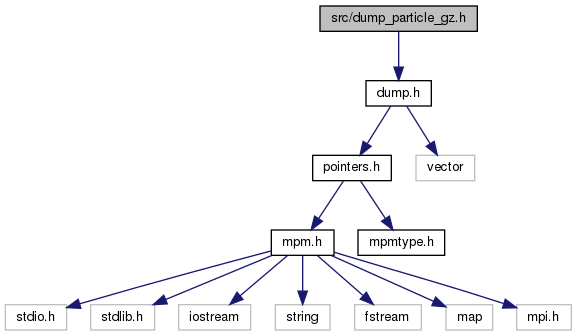 src/dump_particle_gz.h
dump.h
pointers.h
vector
mpm.h
mpmtype.h
stdio.h
stdlib.h
iostream
string
fstream
map
mpi.h